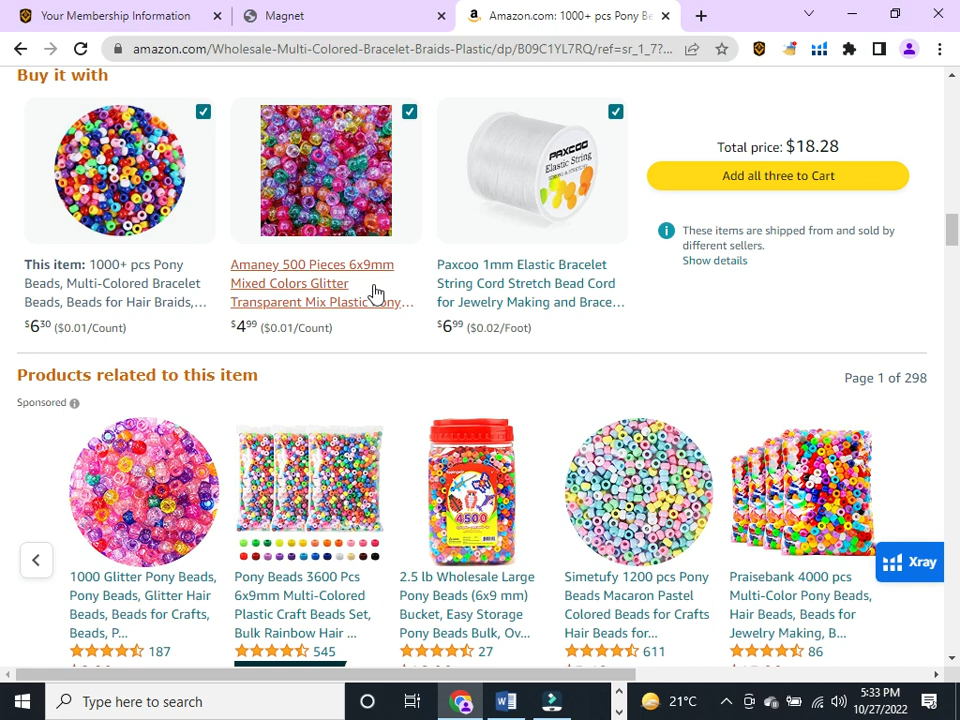 Your Membership Information
Magnet
Amazon.com: 1000+ pcs Pony Be
amazon.com/Wholesale-Multi-Colored-Bracelet-Braids-Plastic/dp/B09C1YL7RQ/ref=sr_1_7?...
Buy it with
PAXCOO
Elastic String
Total price: $18.28
Add all three to Cart
These items are shipped from and sold by
different sellers.
Show details
This item: 1000+ pcs Pony
Beads, Multi-Colored Bracelet
Beads, Beads for Hair Braids,...
$6.30 ($0.01/Count)
Amaney 500 Pieces 6x9mm
Mixed Colors Glitter
Transparent Mix Plastic Pony...
$4.99 ($0.01/Count)
Paxcoo 1mm Elastic Bracelet
String Cord Stretch Bead Cord
for Jewelry Making and Brace...
$6.99 ($0.02/Foot)
Products related to this item
Page 1 of 298
Sponsored
4500
1000 Glitter Pony Beads,
Pony Beads, Glitter Hair
Beads, Beads for Crafts,
Beads, P...
187
Pony Beads 3600 Pcs
6x9mm Multi-Colored
Plastic Craft Beads Set,
Bulk Rainbow Hair ...
545
2.5 lb Wholesale Large
Pony Beads (6x9 mm)
Bucket, Easy Storage
Pony Beads Bulk, Ov...
27
Simetufy 1200 pcs Pony
Beads Macaron Pastel
Colored Beads for Crafts
Hair Beads for...
611
Praisebank 4000 pcs
Multi-Color Pony Beads,
Hair Beads, Beads for
Jewelry Making, B...
86
Xray
Type here to search
21°C
5:33 PM
10/27/2022